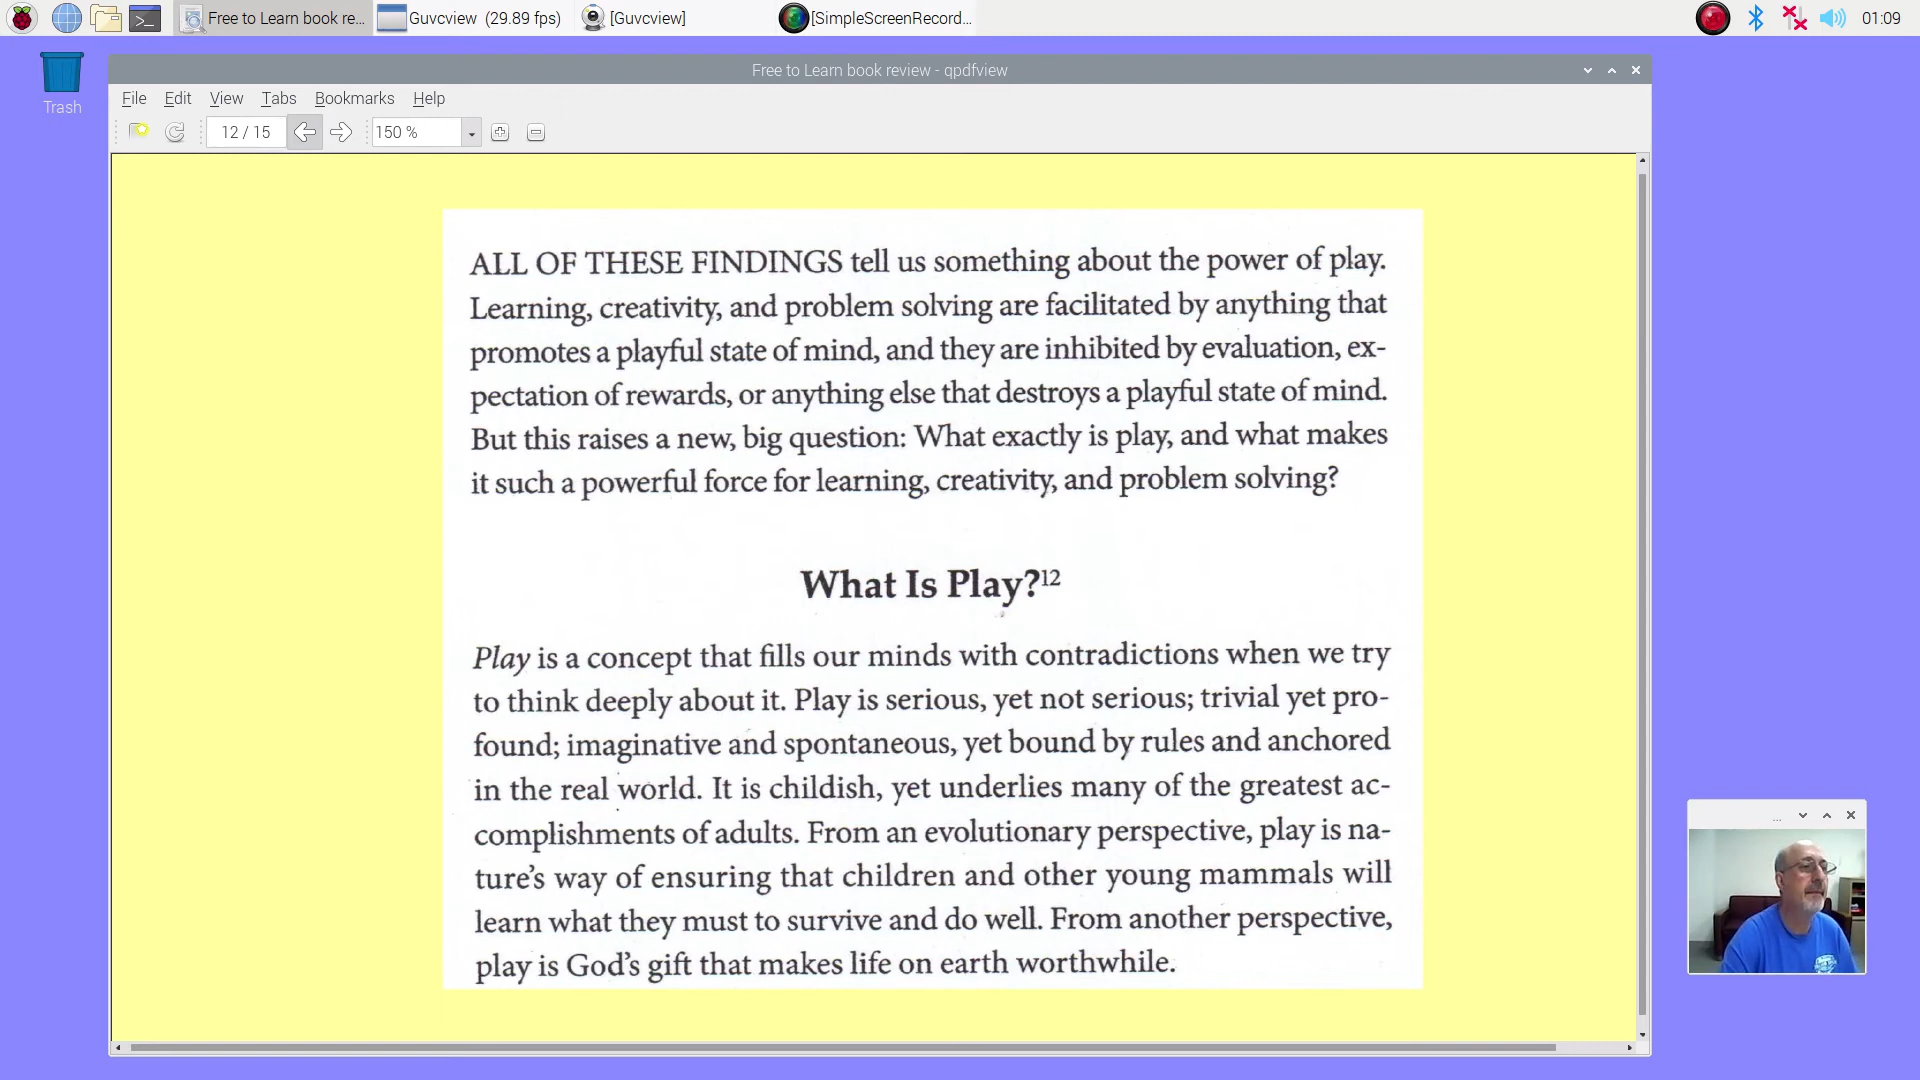 Free to Learn book re...
Guvcview (29.89 fps)
[Guvcview]
[SimpleScreenRecord...
01:09
Trash
Free to Learn book review - qpdfview
File Edit View Tabs Bookmarks Help
12 / 15
150 %
ALL OF THESE FINDINGS tell us something about the power of play.
Learning, creativity, and problem solving are facilitated by anything that
promotes a playful state of mind, and they are inhibited by evaluation, ex-
pectation of rewards, or anything else that destroys a playful state of mind.
But this raises a new, big question: What exactly is play, and what makes
it such a powerful force for learning, creativity, and problem solving?
What Is Play?12
Play is a concept that fills our minds with contradictions when we try
to think deeply about it. Play is serious, yet not serious; trivial yet pro-
found; imaginative and spontaneous, yet bound by rules and anchored
in the real world. It is childish, yet underlies many of the greatest ac-
complishments of adults. From an evolutionary perspective, play is na-
ture's way of ensuring that children and other young mammals will
learn what they must to survive and do well. From another perspective,
play is God's gift that makes life on earth worthwhile.
...